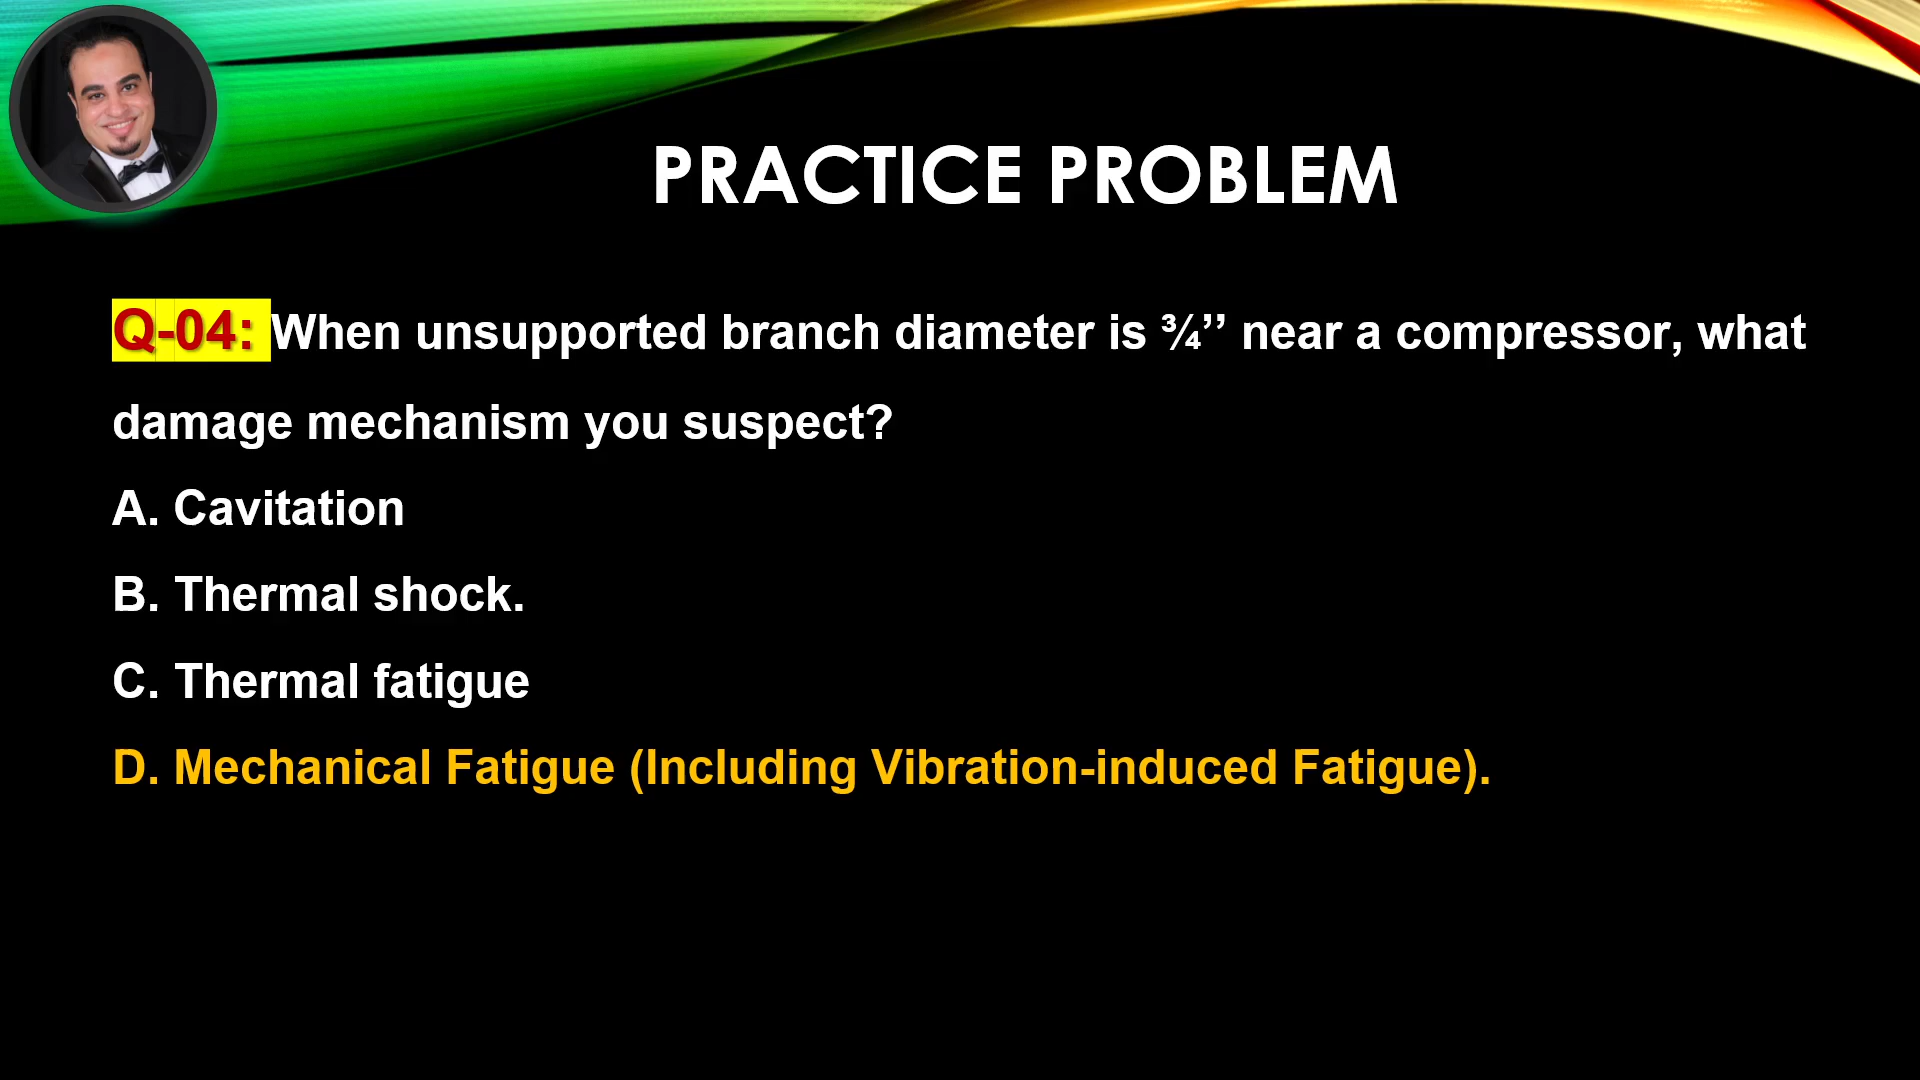 PRACTICE PROBLEM
Q-04: When unsupported branch diameter is ¾’’ near a compressor, what
damage mechanism you suspect?
A. Cavitation
B. Thermal shock.
C. Thermal fatigue
D. Mechanical Fatigue (Including Vibration-induced Fatigue).